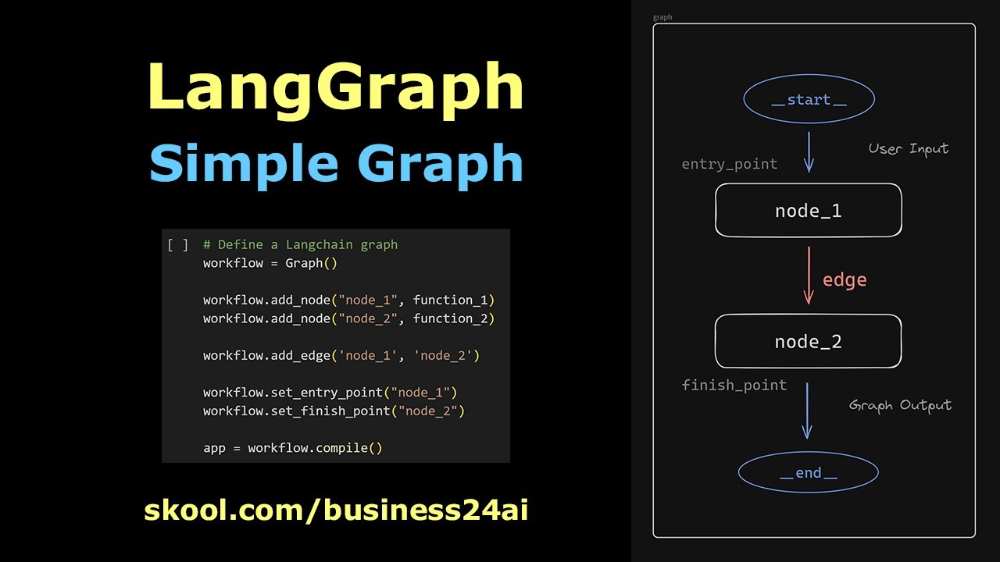 LangGraph
Simple Graph
[ ] # Define a Langchain graph
workflow = Graph()
workflow.add_node("node_1", function_1)
workflow.add_node("node_2", function_2)
workflow.add_edge('node_1', 'node_2')
workflow.set_entry_point("node_1")
workflow.set_finish_point("node_2")
app = workflow.compile()
skool.com/business24ai
graph
__start__
User Input
entry_point
node_1
edge
node_2
finish_point
Graph Output
__end__